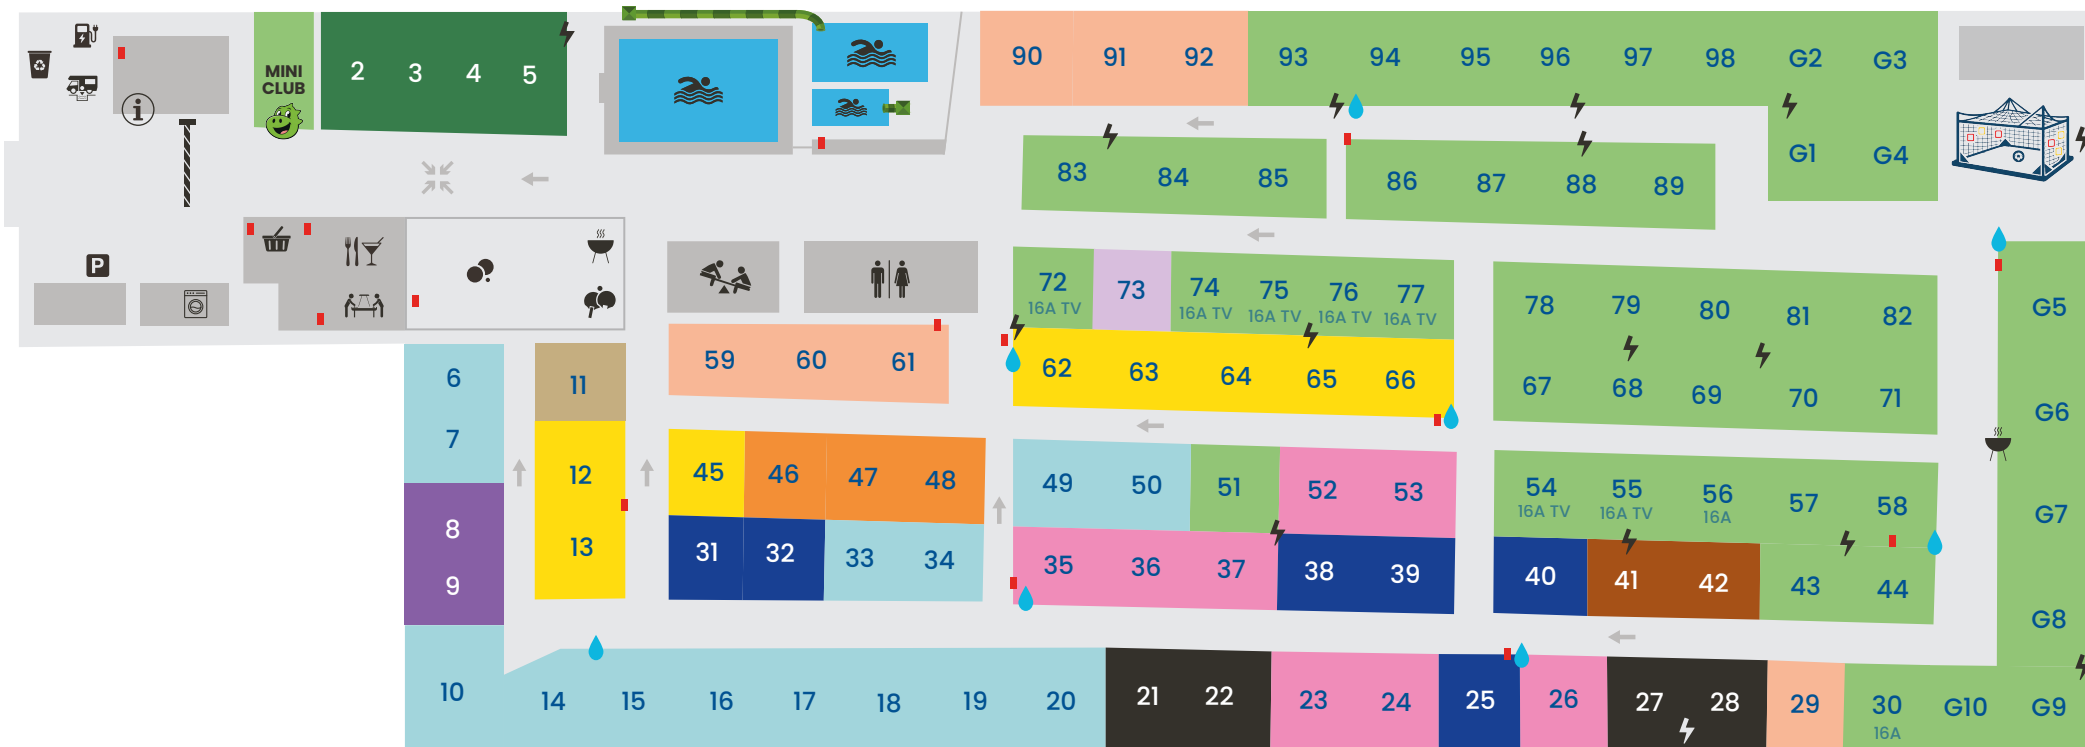 MINI
CLUB
2 3 4 5
90 91 92 93 94 95 96 97 98 G2 G3
G1 G4
83 84 85 86 87 88 89
P
i
72 73 74 75 76 77
16A TV 16A TV 16A TV 16A TV 16A TV
78 79 80 81 82
G5
59 60 61
62 63 64 65 66
67 68 69 70 71
G6
6
7
11
12
13
8
9
45 46 47 48
31 32 33 34
49 50 51 52 53
35 36 37 38 39
54 55 56 57 58
16A TV 16A TV 16A
40 41 42 43 44
G7
G8
10 14 15 16 17 18 19 20 21 22 23 24 25 26 27 28 29 30 G10 G9
16A